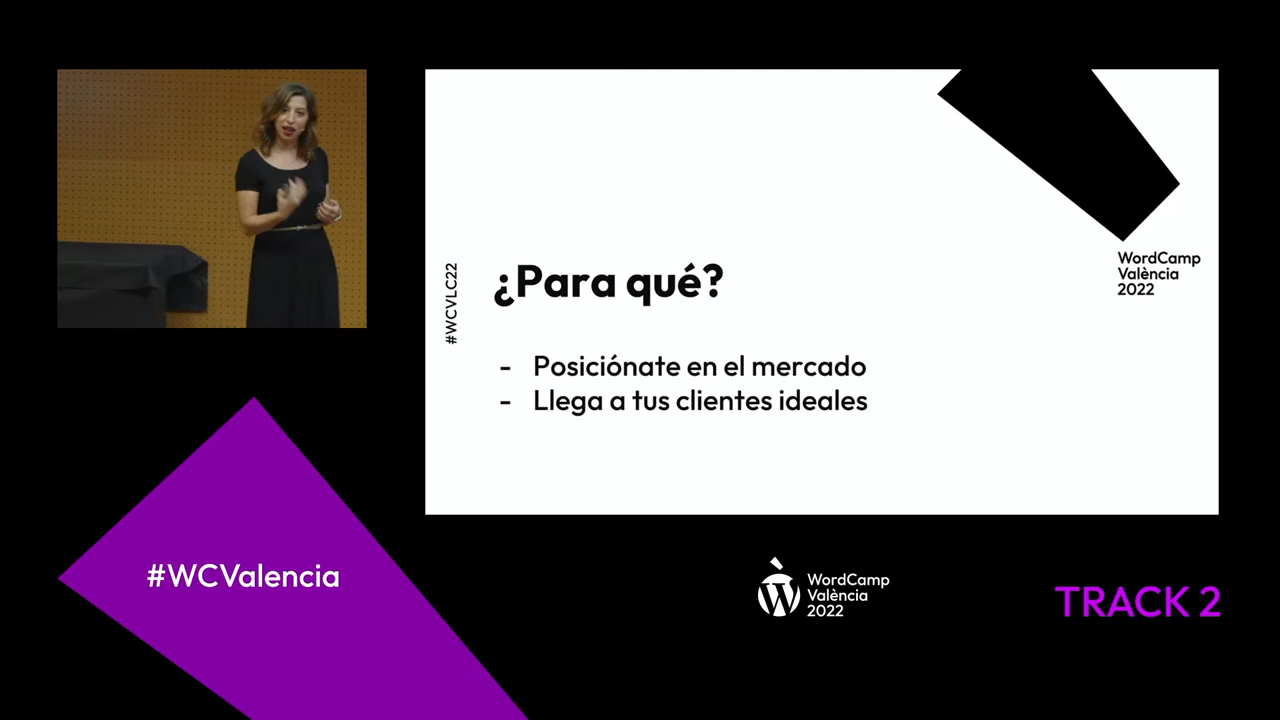 WordCamp
València
2022
#WCVLC22
¿Para qué?
- Posiciónate en el mercado
- Llega a tus clientes ideales
#WCValencia
WordCamp
València
2022
TRACK 2